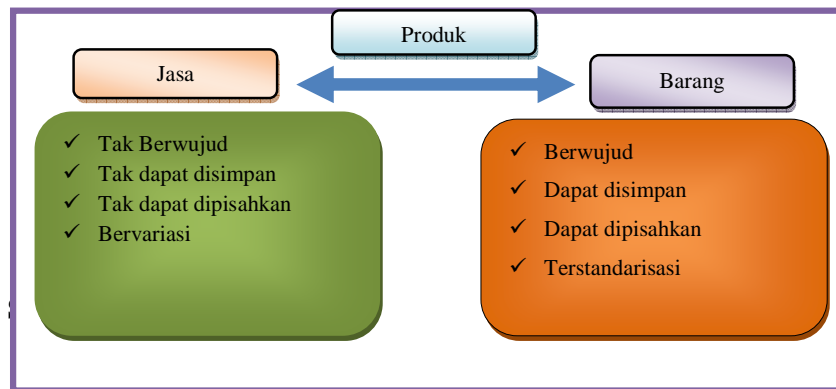 Produk
Jasa
Barang
✓ Tak Berwujud
✓ Tak dapat disimpan
✓ Tak dapat dipisahkan
✓ Bervariasi
✓ Berwujud
✓ Dapat disimpan
✓ Dapat dipisahkan
✓ Terstandarisasi